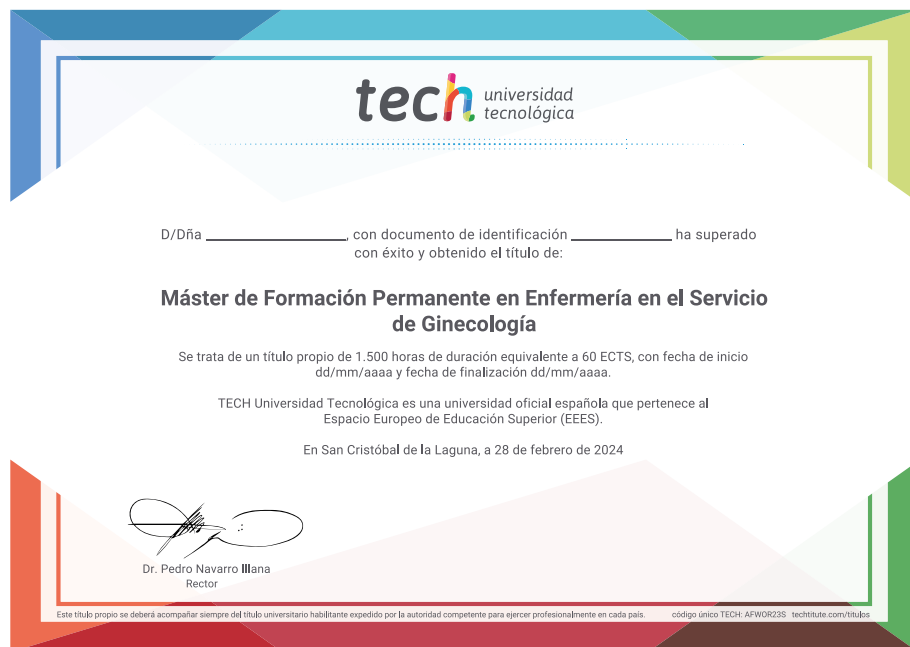 tech universidad
tecnológica
D/Dña ____________, con documento de identificación ____________ ha superado
con éxito y obtenido el título de:
Máster de Formación Permanente en Enfermería en el Servicio
de Ginecología
Se trata de un título propio de 1.500 horas de duración equivalente a 60 ECTS, con fecha de inicio
dd/mm/aaaa y fecha de finalización dd/mm/aaaa.
TECH Universidad Tecnológica es una universidad oficial española que pertenece al
Espacio Europeo de Educación Superior (EEES).
En San Cristóbal de la Laguna, a 28 de febrero de 2024
Dr. Pedro Navarro Illana
Rector
Este título propio se deberá acompañar siempre del título universitario habilitante expedido por la autoridad competente para ejercer profesionalmente en cada país. código único TECH: AFWOR23S techtitute.com/titulos